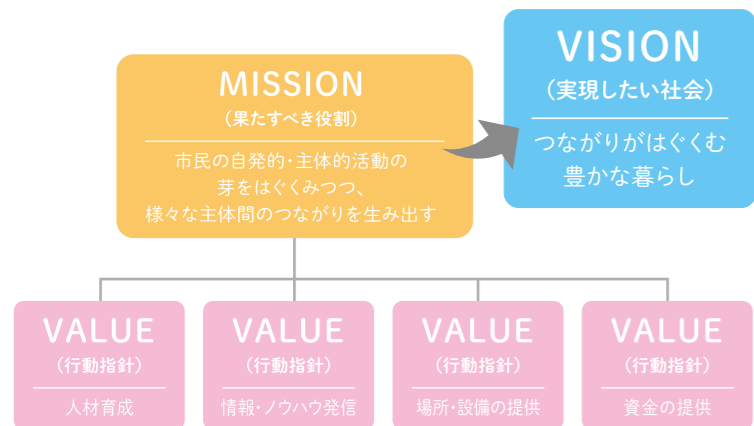 VISION
(実現したい社会)
つながりがはぐくむ
豊かな暮らし
MISSION
(果たすべき役割)
市民の自発的・主体的活動の
芽をはぐくみつつ、
様々な主体間のつながりを生み出す
VALUE
(行動指針)
人材育成
VALUE
(行動指針)
情報・ノウハウ発信
VALUE
(行動指針)
場所・設備の提供
VALUE
(行動指針)
資金の提供